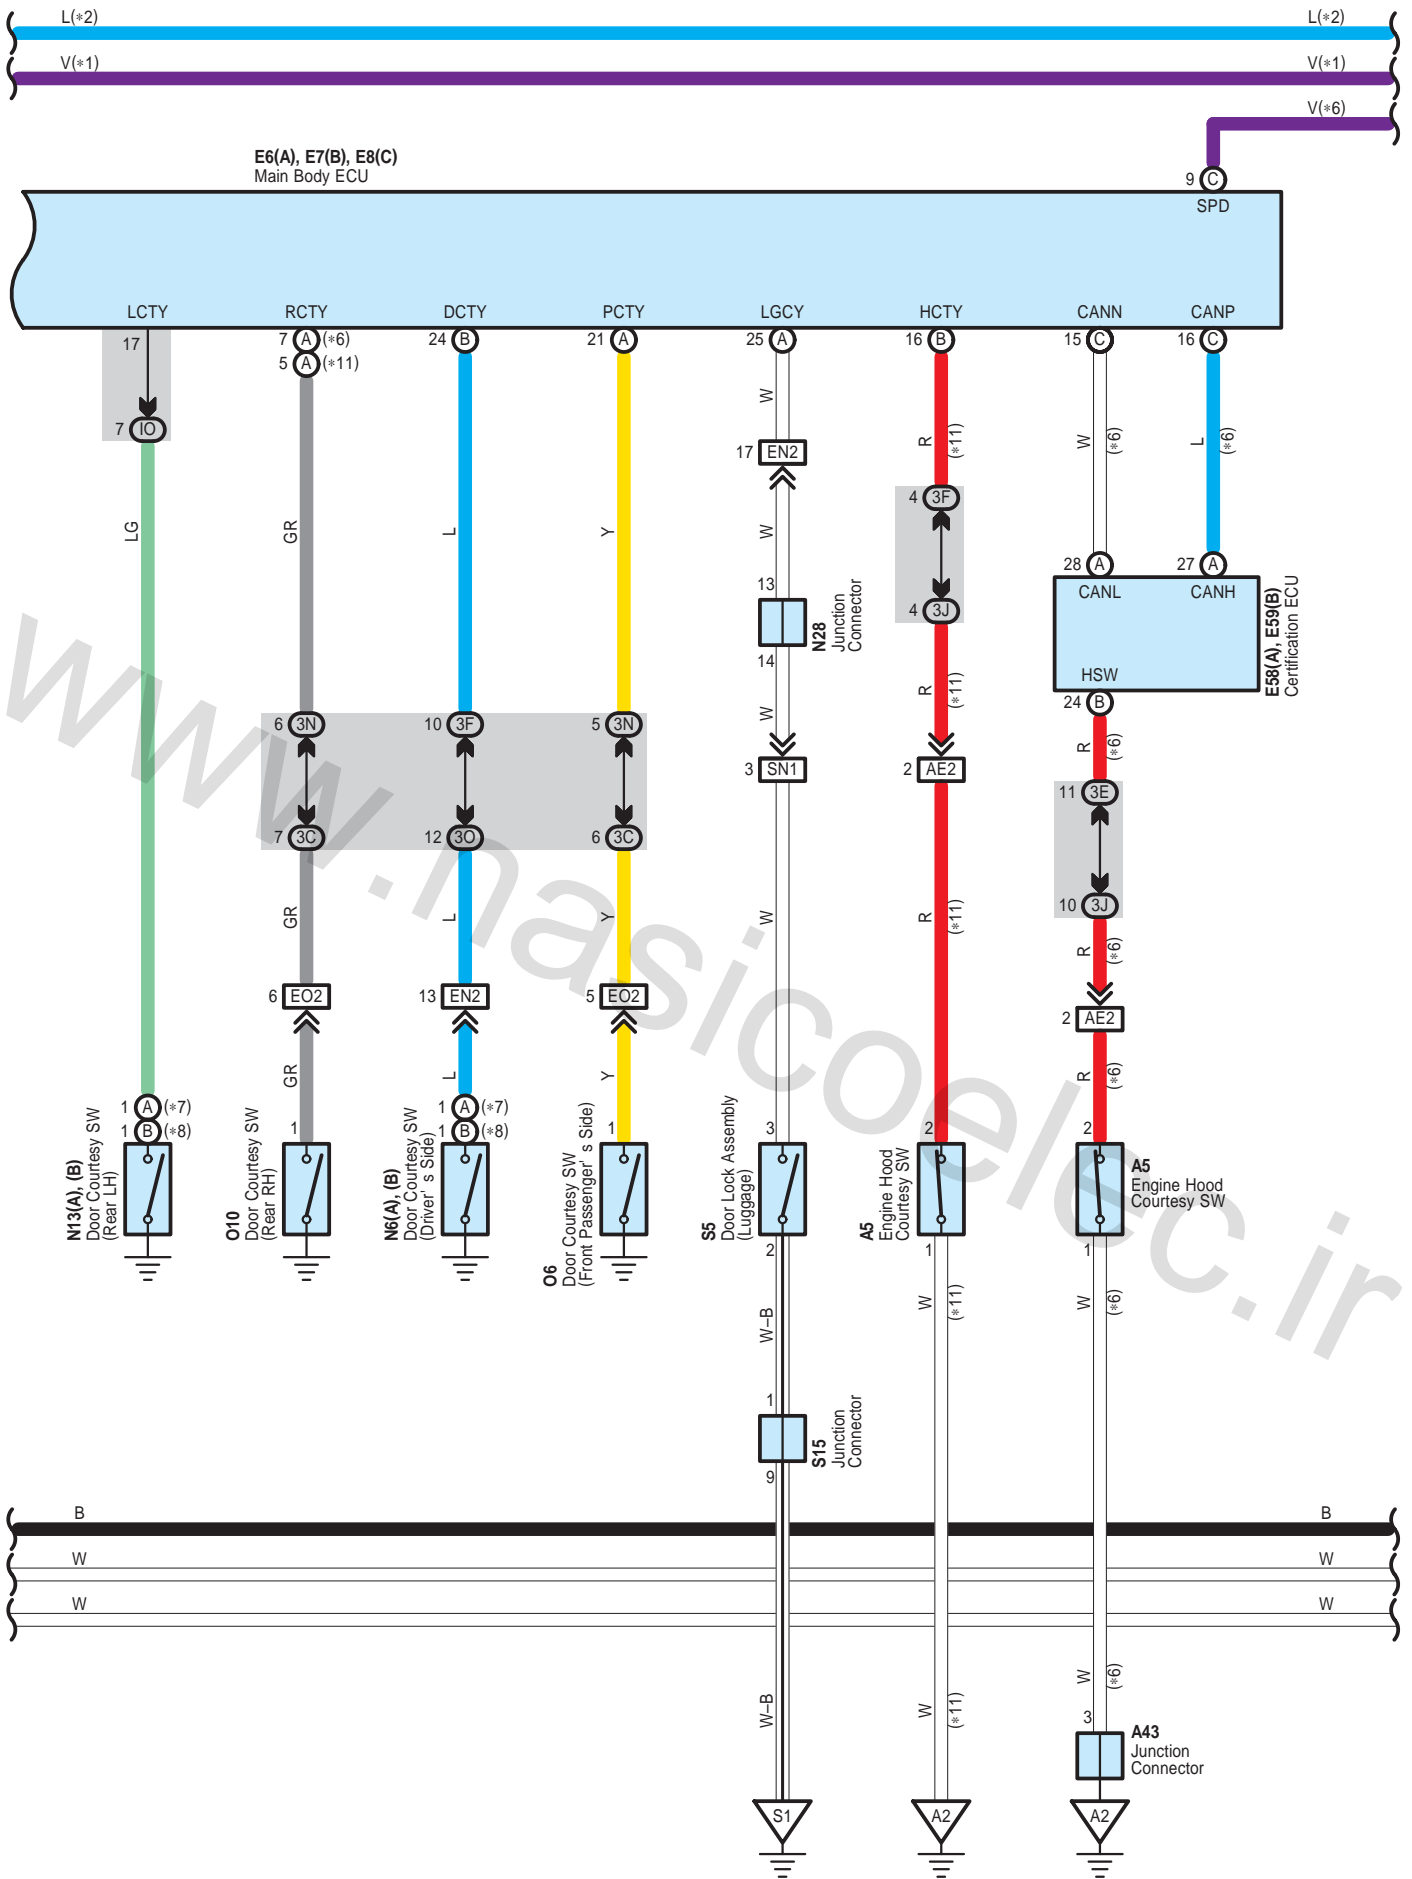 L(∗2) L(∗2)
V(∗1) V(∗1)
V(∗6)
E6(A), E7(B), E8(C)
Main Body ECU
9 C
SPD
LCTY RCTY DCTY PCTY LGCY HCTY CANN CANP
17 7 A (∗6) 24 B 21 A 25 A 16 B 15 C 16 C
5 A (∗11)
7 IO
W
R (∗11)
W (∗6)
L (∗6)
17 EN2
4 3F
LG
GR
L
Y
W
28 A 27 A
CANL CANH
E58(A), E59(B)
Certification ECU
13
N28
Junction
Connector
14
4 3J
HSW
24 B
R (∗11)
W
R (∗6)
6 3N 10 3F 5 3N
3 SN1 2 AE2
11 3E
7 3C 12 3O 6 3C
10 3J
GR
L
Y
W
R (∗11)
R (∗6)
6 EO2 13 EN2 5 EO2
2 AE2
GR
L
Y
R (∗6)
1 A (∗7) 1 A (∗7)
1 B (∗8) 1 1 B (∗8) 1 3 2 2
N13(A), (B)
Door Courtesy SW
(Rear LH)
O10
Door Courtesy SW
(Rear RH)
N6(A), (B)
Door Courtesy SW
(Driver' s Side)
O6
Door Courtesy SW
(Front Passenger' s Side)
S5
Door Lock Assembly
(Luggage)
A5
Engine Hood
Courtesy SW
A5
Engine Hood
Courtesy SW
2 1 1
W–B
W (∗11)
W (∗6)
1
S15
Junction
Connector
9
B B
W W
W W
W–B
W (∗11)
W (∗6)
3
A43
Junction
Connector
S1 A2 A2
www.nasicoelec.ir